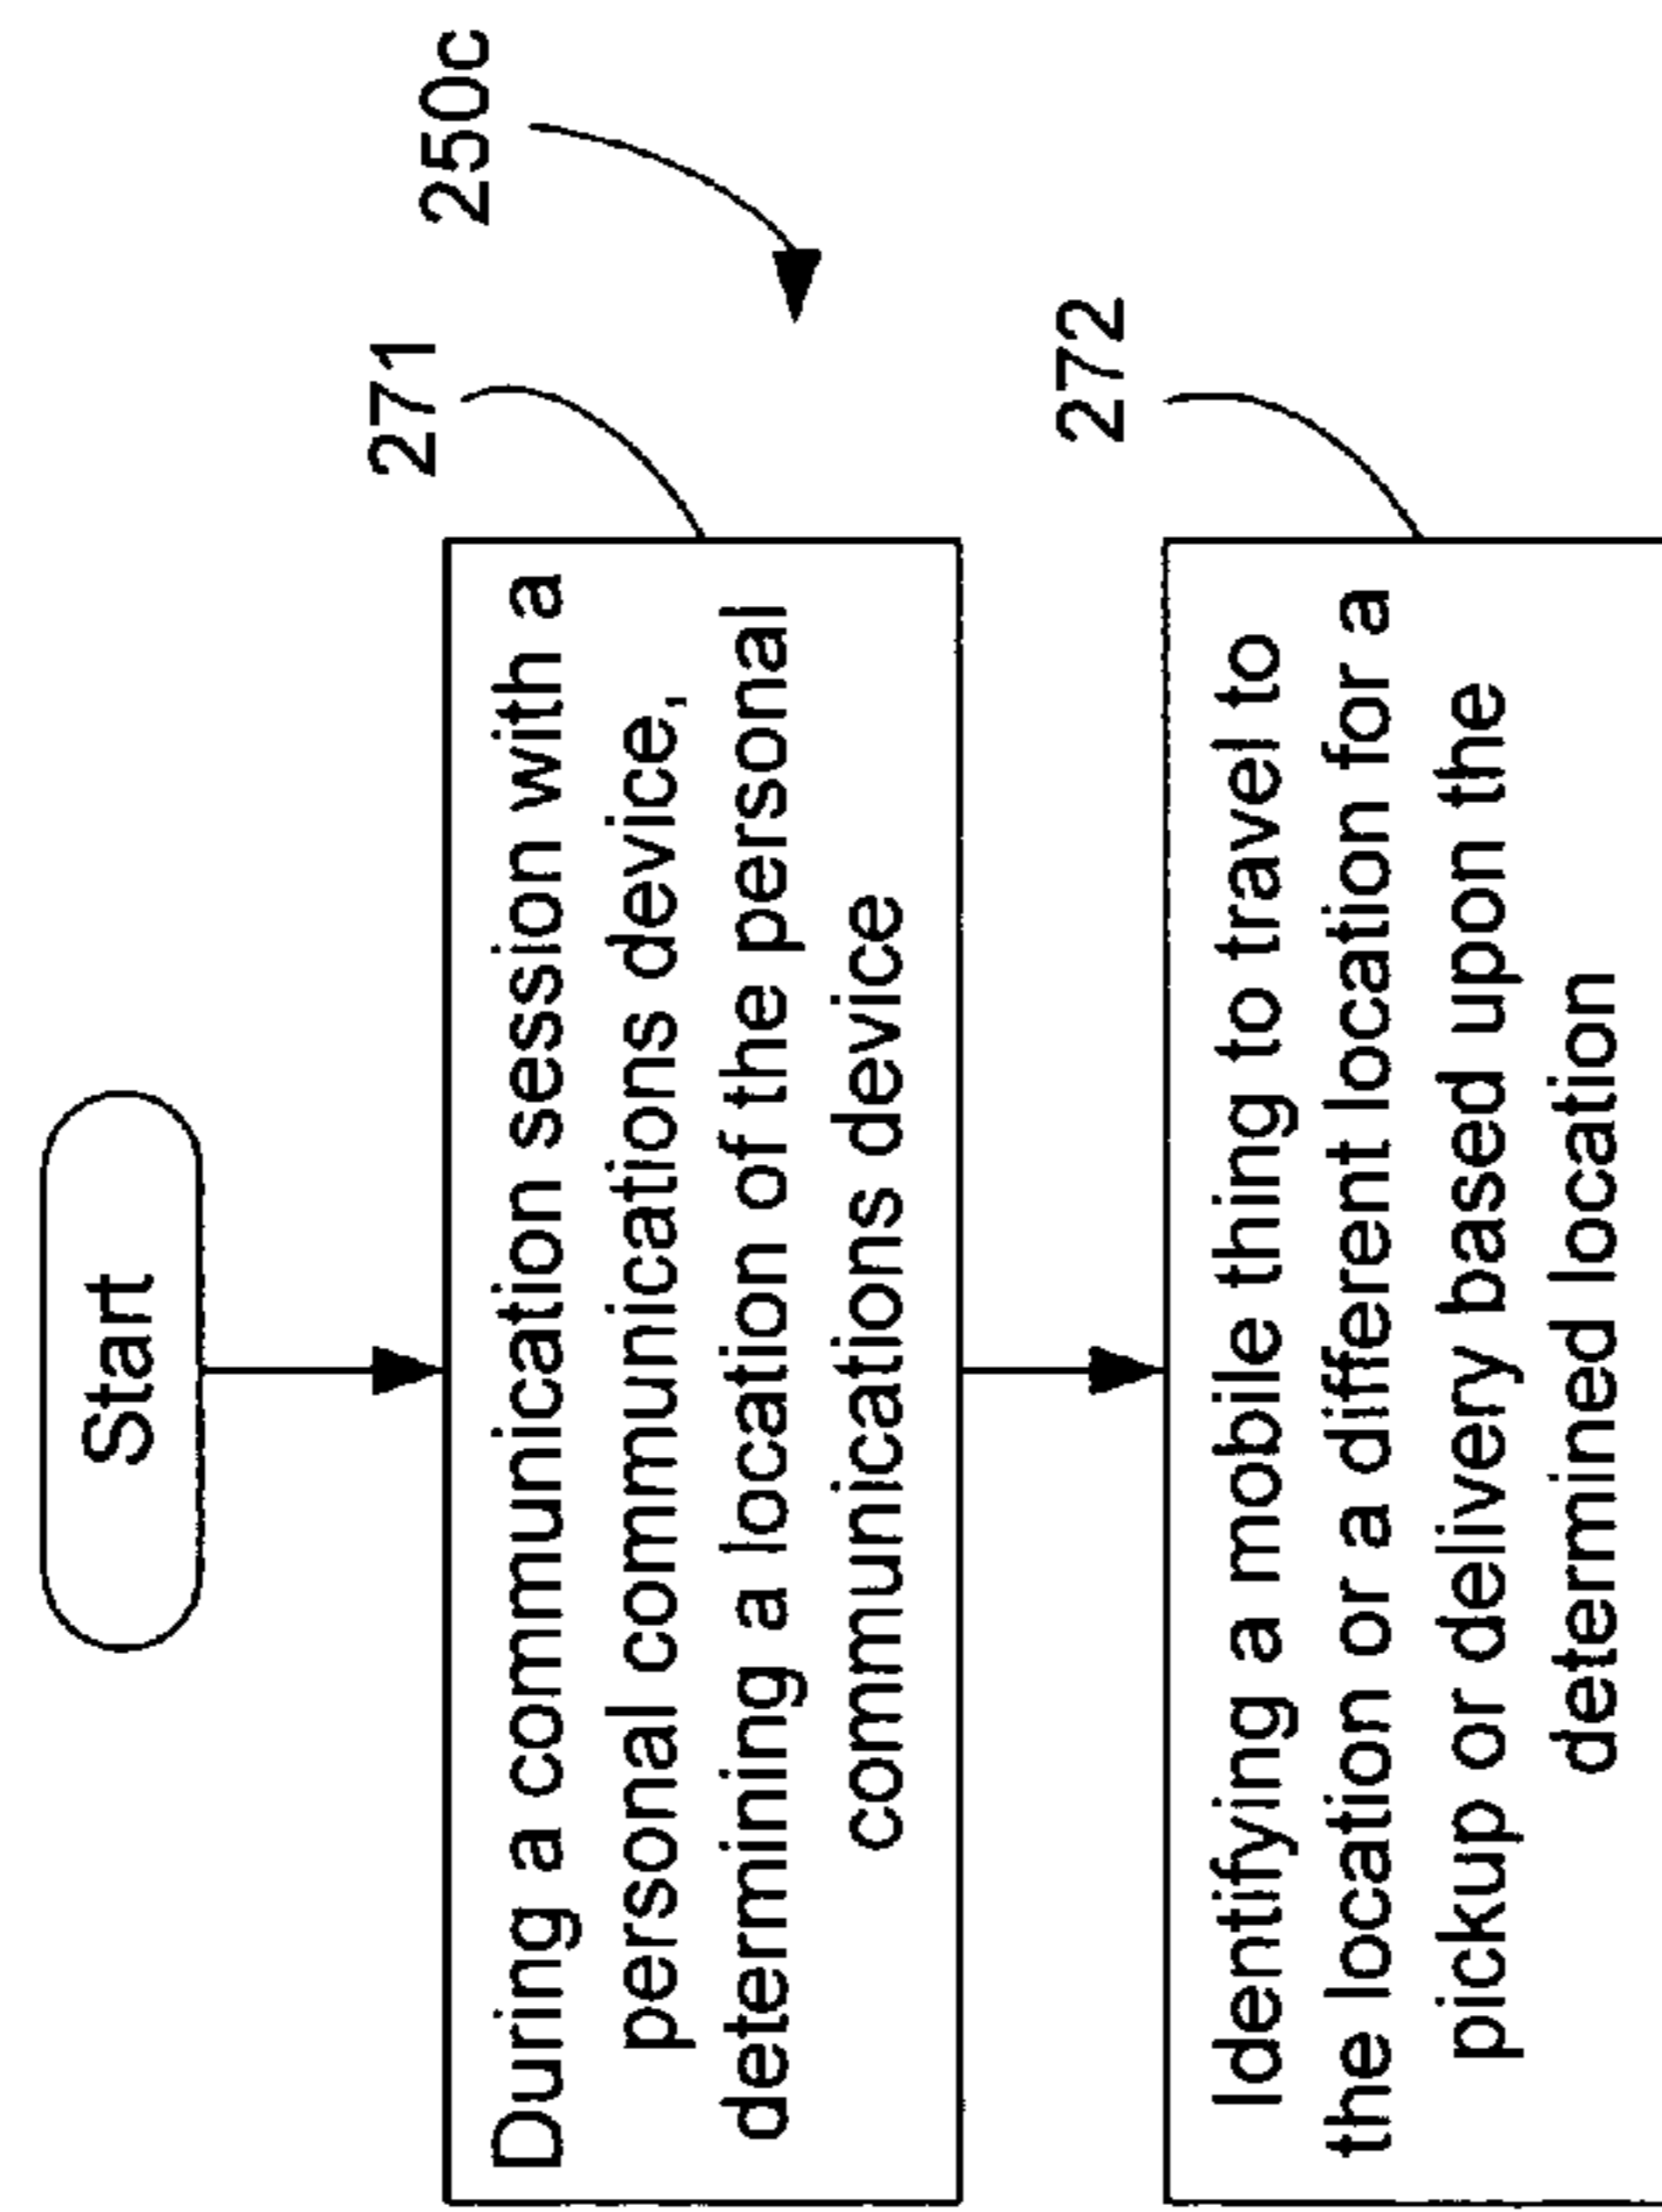 Start
250c
271
During a communication session with a
personal communications device,
determining a location of the personal
communications device
272
Identifying a mobile thing to travel to
the location or a different location for a
pickup or delivery based upon the
determined location